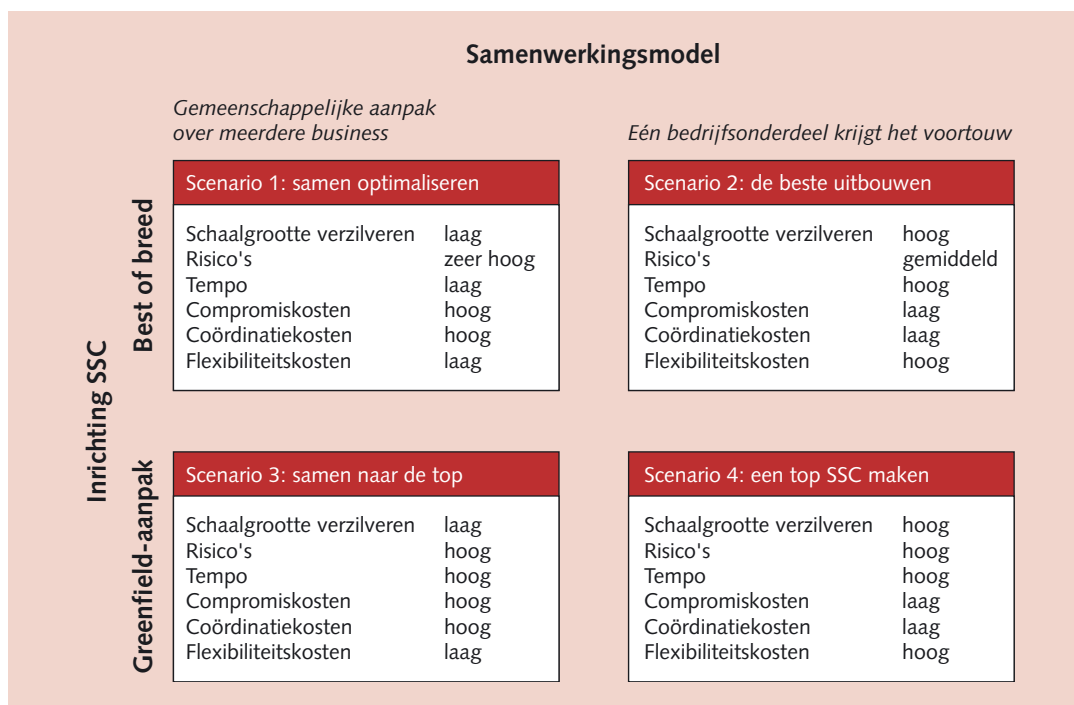 Samenwerkingsmodel
Gemeenschappelijke aanpak
over meerdere business
Eén bedrijfsonderdeel krijgt het voortouw
Inrichting SSC
Best of breed
Scenario 1: samen optimaliseren
Schaalgrootte verzilveren laag
Risico's zeer hoog
Tempo laag
Compromiskosten hoog
Coördinatiekosten hoog
Flexibiliteitskosten laag
Scenario 2: de beste uitbouwen
Schaalgrootte verzilveren hoog
Risico's gemiddeld
Tempo hoog
Compromiskosten laag
Coördinatiekosten laag
Flexibiliteitskosten hoog
Greenfield-aanpak
Scenario 3: samen naar de top
Schaalgrootte verzilveren laag
Risico's hoog
Tempo hoog
Compromiskosten hoog
Coördinatiekosten hoog
Flexibiliteitskosten laag
Scenario 4: een top SSC maken
Schaalgrootte verzilveren hoog
Risico's hoog
Tempo hoog
Compromiskosten laag
Coördinatiekosten laag
Flexibiliteitskosten hoog